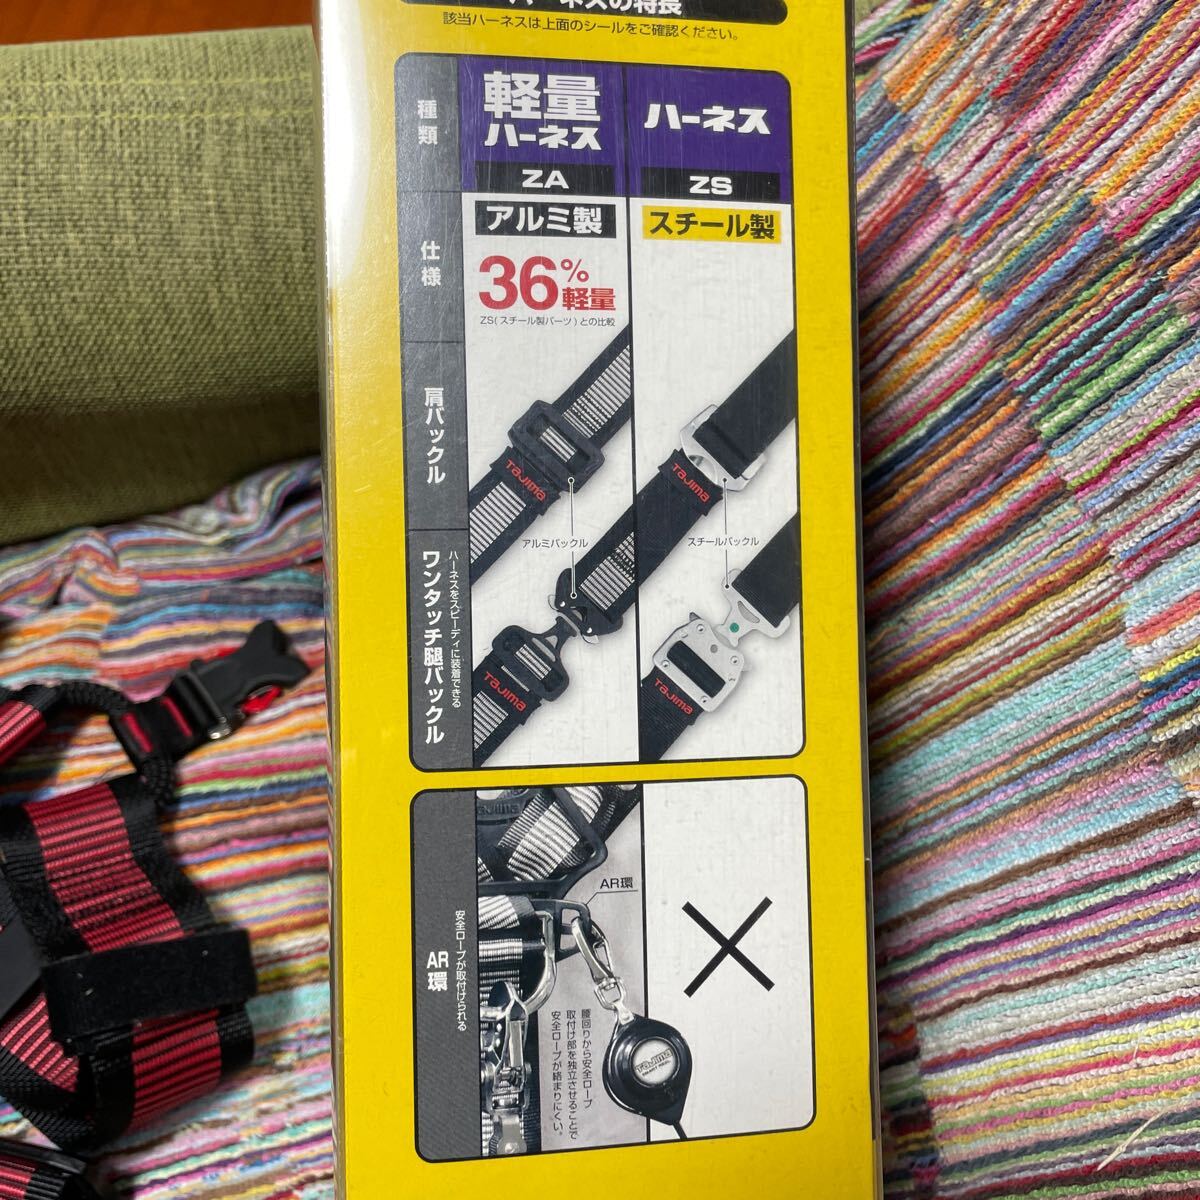 ハーネスの特長
該当ハーネスは上面のシールをご確認ください。
種類
軽量
ハーネス
ZA
ハーネス
ZS
仕様
アルミ製
36%軽量
ZS(スチール製パーツ)との比較
スチール製
肩バックル
Tajima
Tajima
アルミバックル
スチールバックル
ハーネスをスピーディに装着できる
ワンタッチ腿バックル
Tajima
Tajima
安全ロープが取付けられる
AR環
AR環
腰回りから安全ロープ
取付け部を独立させることで
安全ロープが絡まりにくい。
Tajima